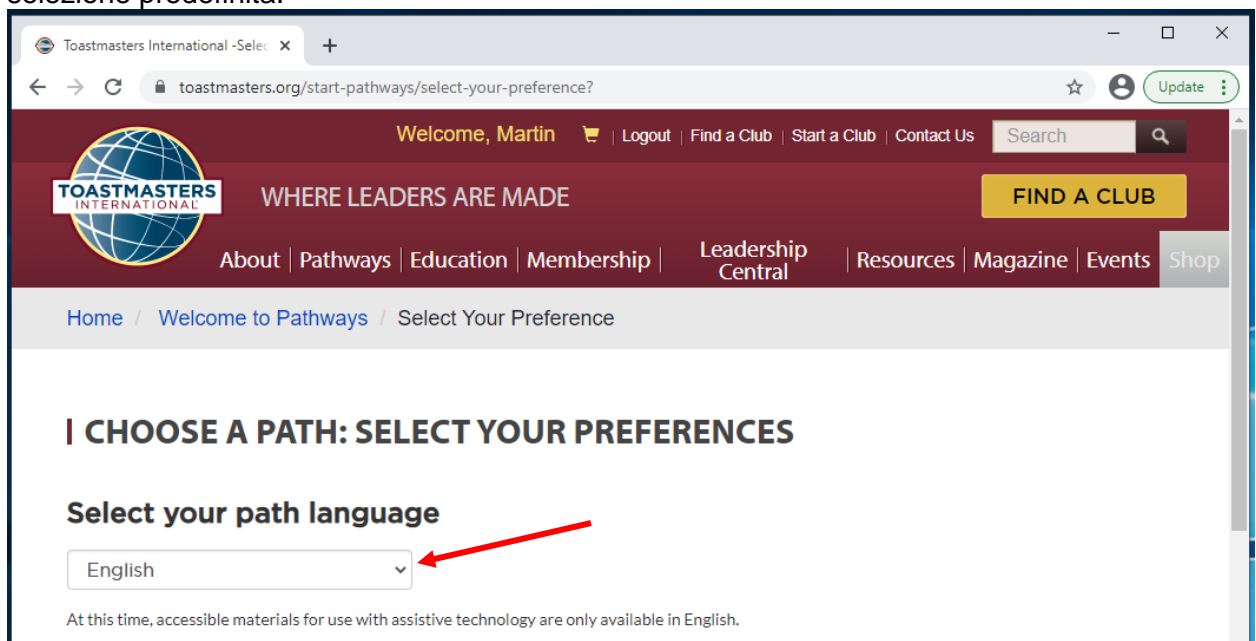 selezione predefinita.
Toastmasters International -Selec
toastmasters.org/start-pathways/select-your-preference?
Update
Welcome, Martin | Logout | Find a Club | Start a Club | Contact Us
Search
TOASTMASTERS
INTERNATIONAL
WHERE LEADERS ARE MADE
FIND A CLUB
About | Pathways | Education | Membership | Leadership Central | Resources | Magazine | Events Shop
Home / Welcome to Pathways / Select Your Preference
CHOOSE A PATH: SELECT YOUR PREFERENCES
Select your path language
English
At this time, accessible materials for use with assistive technology are only available in English.